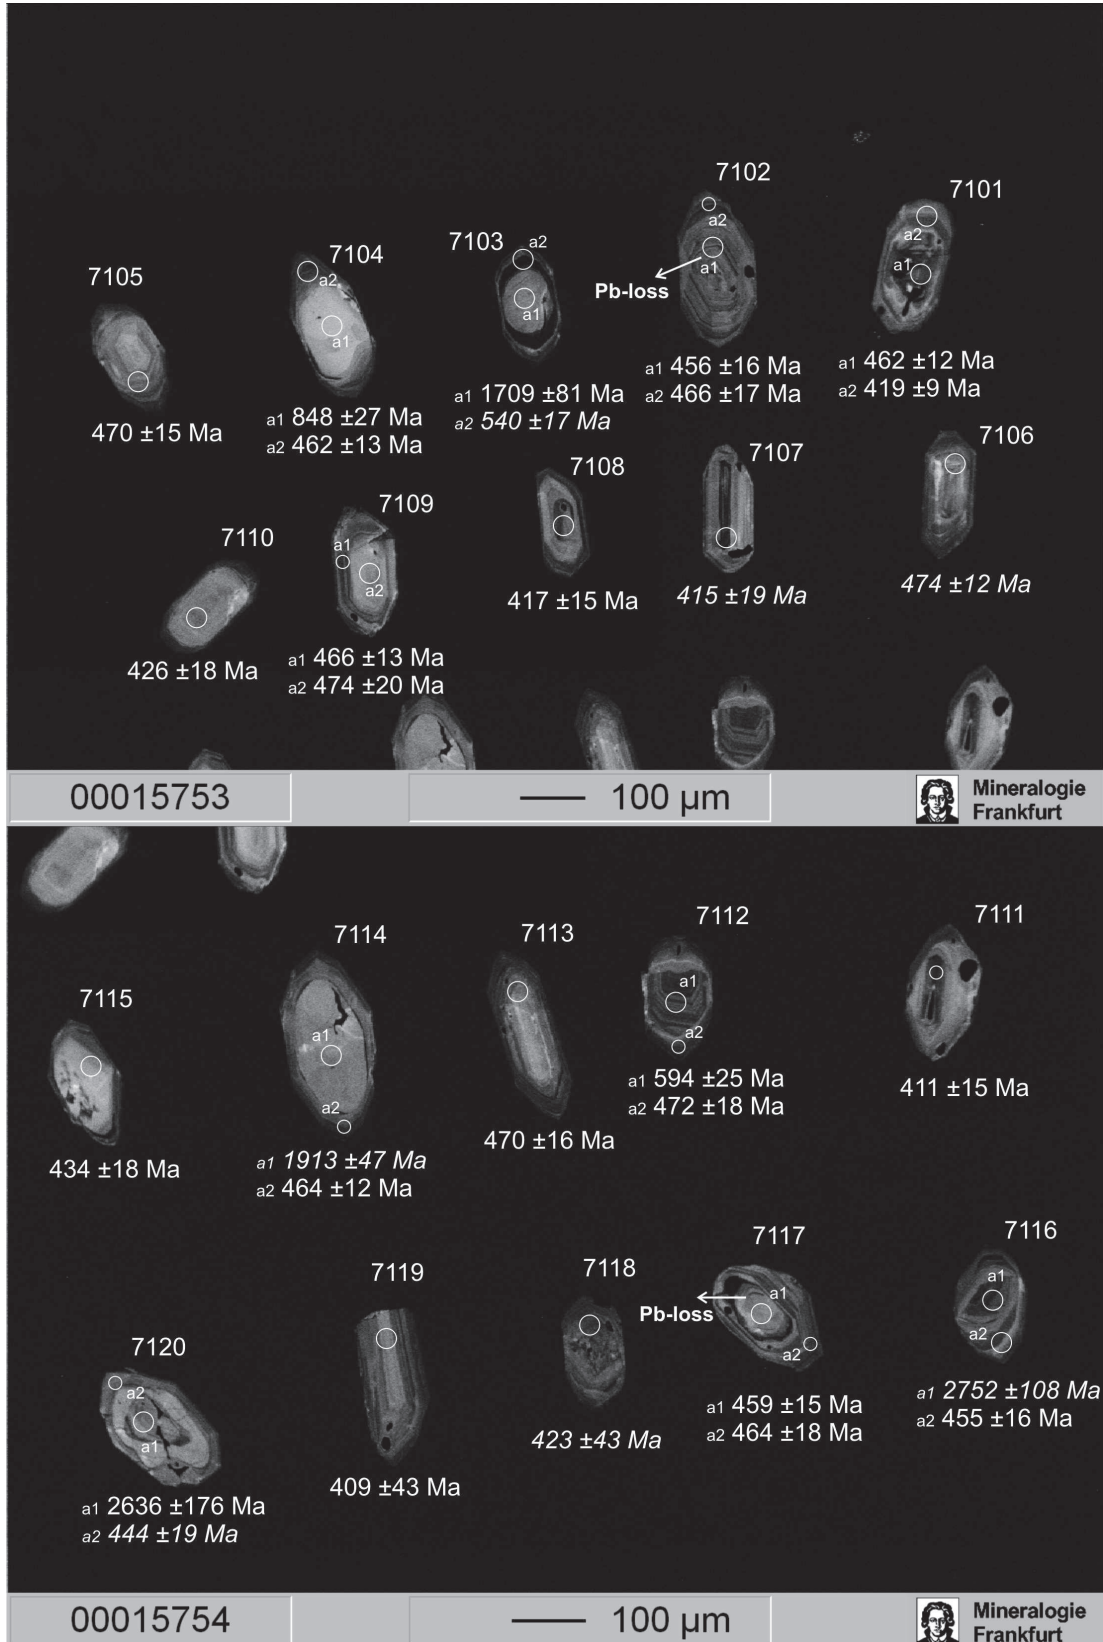 7102
7101
7103 a2
7104
7105
a2
a2
a2
a1
a1
Pb-loss
a1
a1
a1 456 ±16 Ma
a2 466 ±17 Ma
a1 462 ±12 Ma
a2 419 ±9 Ma
a1 1709 ±81 Ma
a2 540 ±17 Ma
a1 848 ±27 Ma
a2 462 ±13 Ma
470 ±15 Ma
7106
7107
7108
7109
7110
a1
a2
474 ±12 Ma
415 ±19 Ma
417 ±15 Ma
a1 466 ±13 Ma
a2 474 ±20 Ma
426 ±18 Ma
00015753
100 µm
Mineralogie
Frankfurt
7112
7111
7114
7113
7115
a1
a1
a2
a2
a1 594 ±25 Ma
a2 472 ±18 Ma
411 ±15 Ma
470 ±16 Ma
a1 1913 ±47 Ma
a2 464 ±12 Ma
434 ±18 Ma
7117
7116
7118
7119
7120
a1
a1
Pb-loss
a2
a2
a2
a1
a1 459 ±15 Ma
a2 464 ±18 Ma
a1 2752 ±108 Ma
a2 455 ±16 Ma
423 ±43 Ma
409 ±43 Ma
a1 2636 ±176 Ma
a2 444 ±19 Ma
00015754
100 µm
Mineralogie
Frankfurt